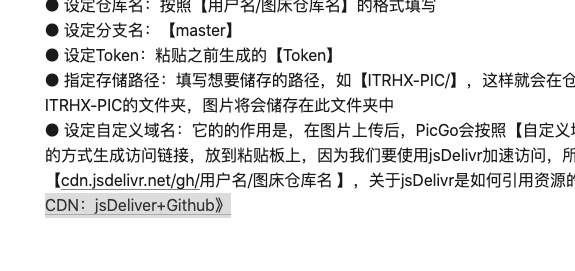 ● 设定仓库名：按照【用户名/图床仓库名】的格式填写
● 设定分支名：【master】
● 设定Token：粘贴之前生成的【Token】
● 指定存储路径：填写想要储存的路径，如【ITRHX-PIC/】，这样就会在仓
ITRHX-PIC的文件夹，图片将会储存在此文件夹中
● 设定自定义域名：它的的作用是，在图片上传后，PicGo会按照【自定义域
的方式生成访问链接，放到粘贴板上，因为我们要使用jsDelivr加速访问，所
【cdn.jsdelivr.net/gh/用户名/图床仓库名 】，关于jsDelivr是如何引用资源的
CDN：jsDeliver+Github》